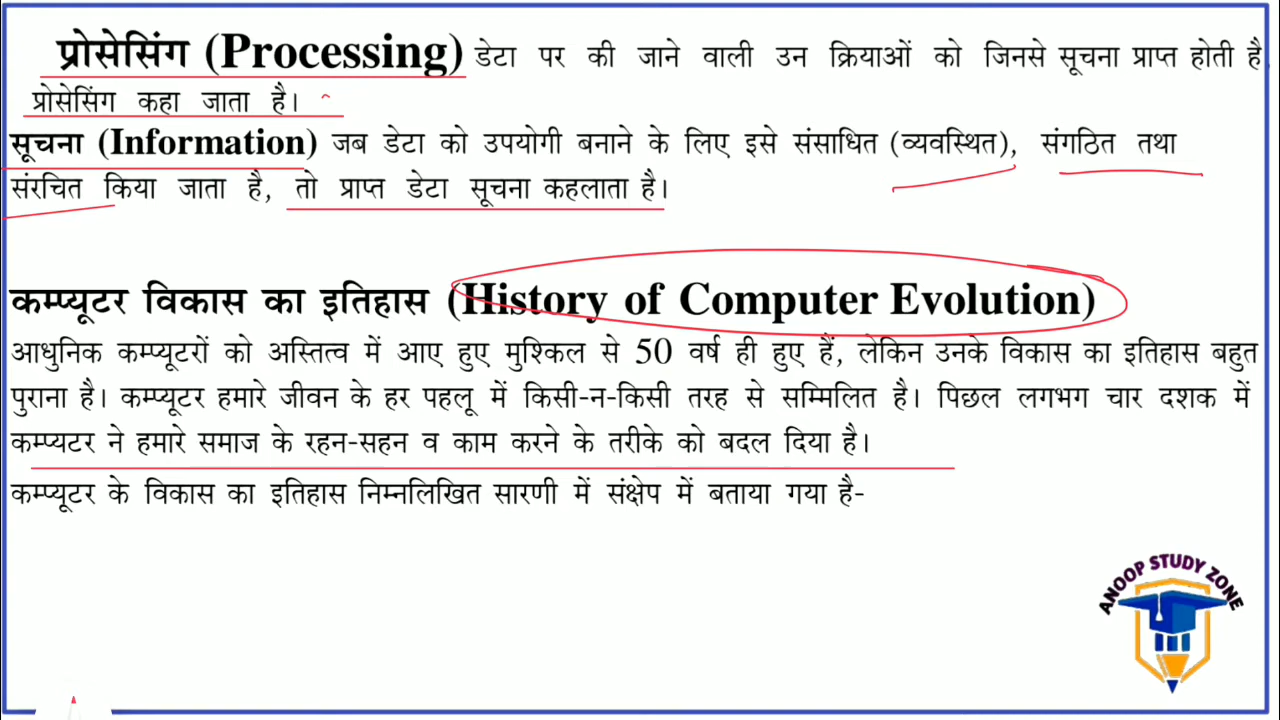 प्रोसेसिंग (Processing) डेटा पर की जाने वाली उन क्रियाओं को जिनसे सूचना प्राप्त होती है,
प्रोसेसिंग कहा जाता है।
सूचना (Information) जब डेटा को उपयोगी बनाने के लिए इसे संसाधित (व्यवस्थित), संगठित तथा
संरचित किया जाता है, तो प्राप्त डेटा सूचना कहलाता है।
कम्प्यूटर विकास का इतिहास (History of Computer Evolution)
आधुनिक कम्प्यूटरों को अस्तित्व में आए हुए मुश्किल से 50 वर्ष ही हुए हैं, लेकिन उनके विकास का इतिहास बहुत
पुराना है। कम्प्यूटर हमारे जीवन के हर पहलू में किसी-न-किसी तरह से सम्मिलित है। पिछल लगभग चार दशक में
कम्प्यटर ने हमारे समाज के रहन-सहन व काम करने के तरीके को बदल दिया है।
कम्प्यूटर के विकास का इतिहास निम्नलिखित सारणी में संक्षेप में बताया गया है-
ANOOP STUDY ZONE